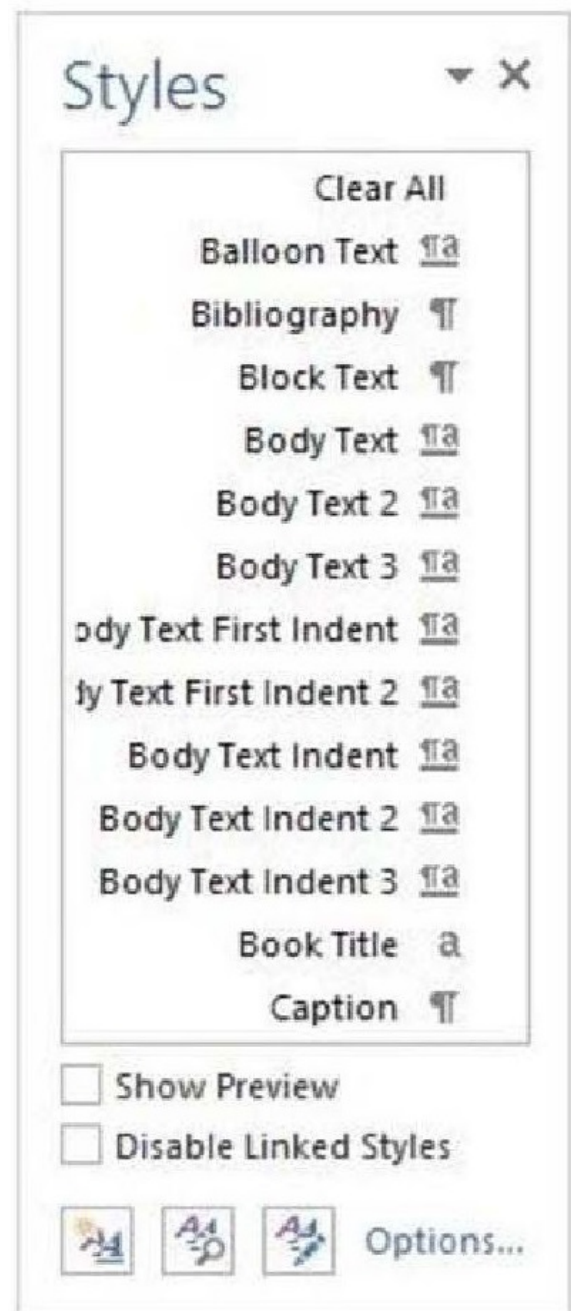 Styles
Clear All
Balloon Text ¶a
Bibliography ¶
Block Text ¶
Body Text ¶a
Body Text 2 ¶a
Body Text 3 ¶a
ody Text First Indent ¶a
dy Text First Indent 2 ¶a
Body Text Indent ¶a
Body Text Indent 2 ¶a
Body Text Indent 3 ¶a
Book Title a
Caption ¶
Show Preview
Disable Linked Styles
Options...